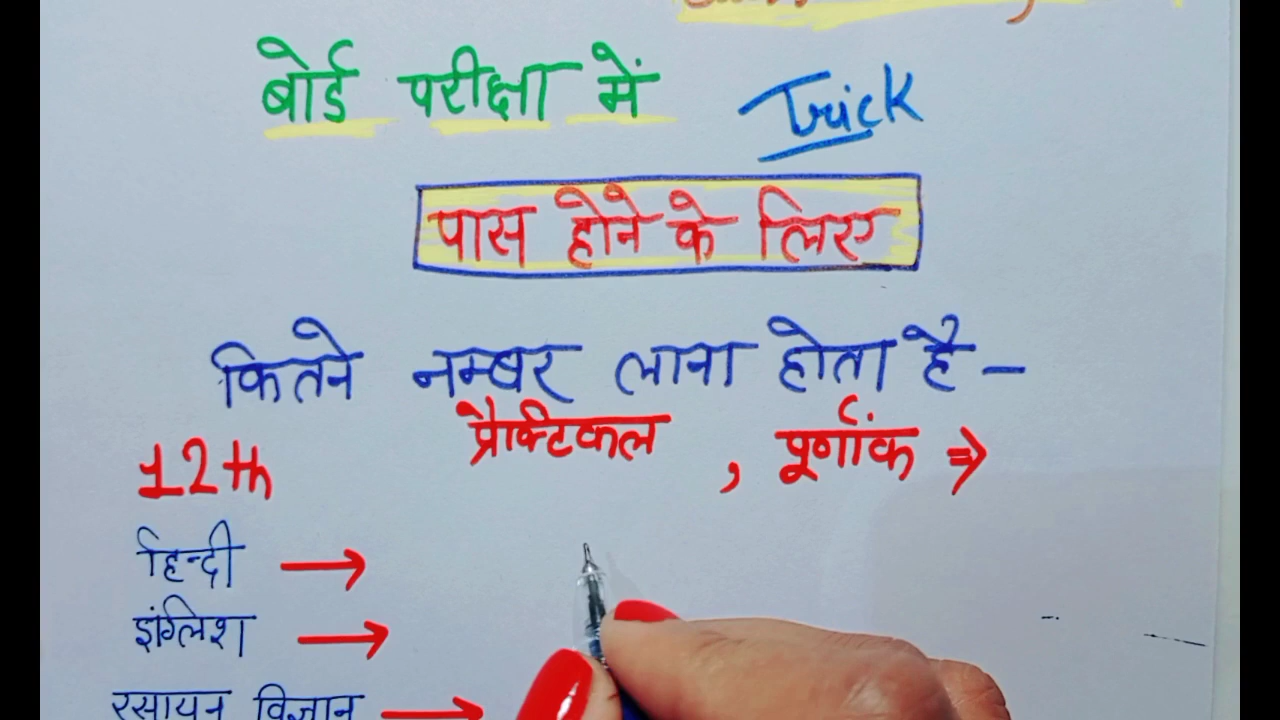 बोर्ड परीक्षा में Trick
पास होने के लिए
कितने नम्बर लाना होता है -
12th प्रैक्टिकल , पूर्णांक ⇒
हिन्दी →
इंग्लिश →
रसायन विज्ञान →